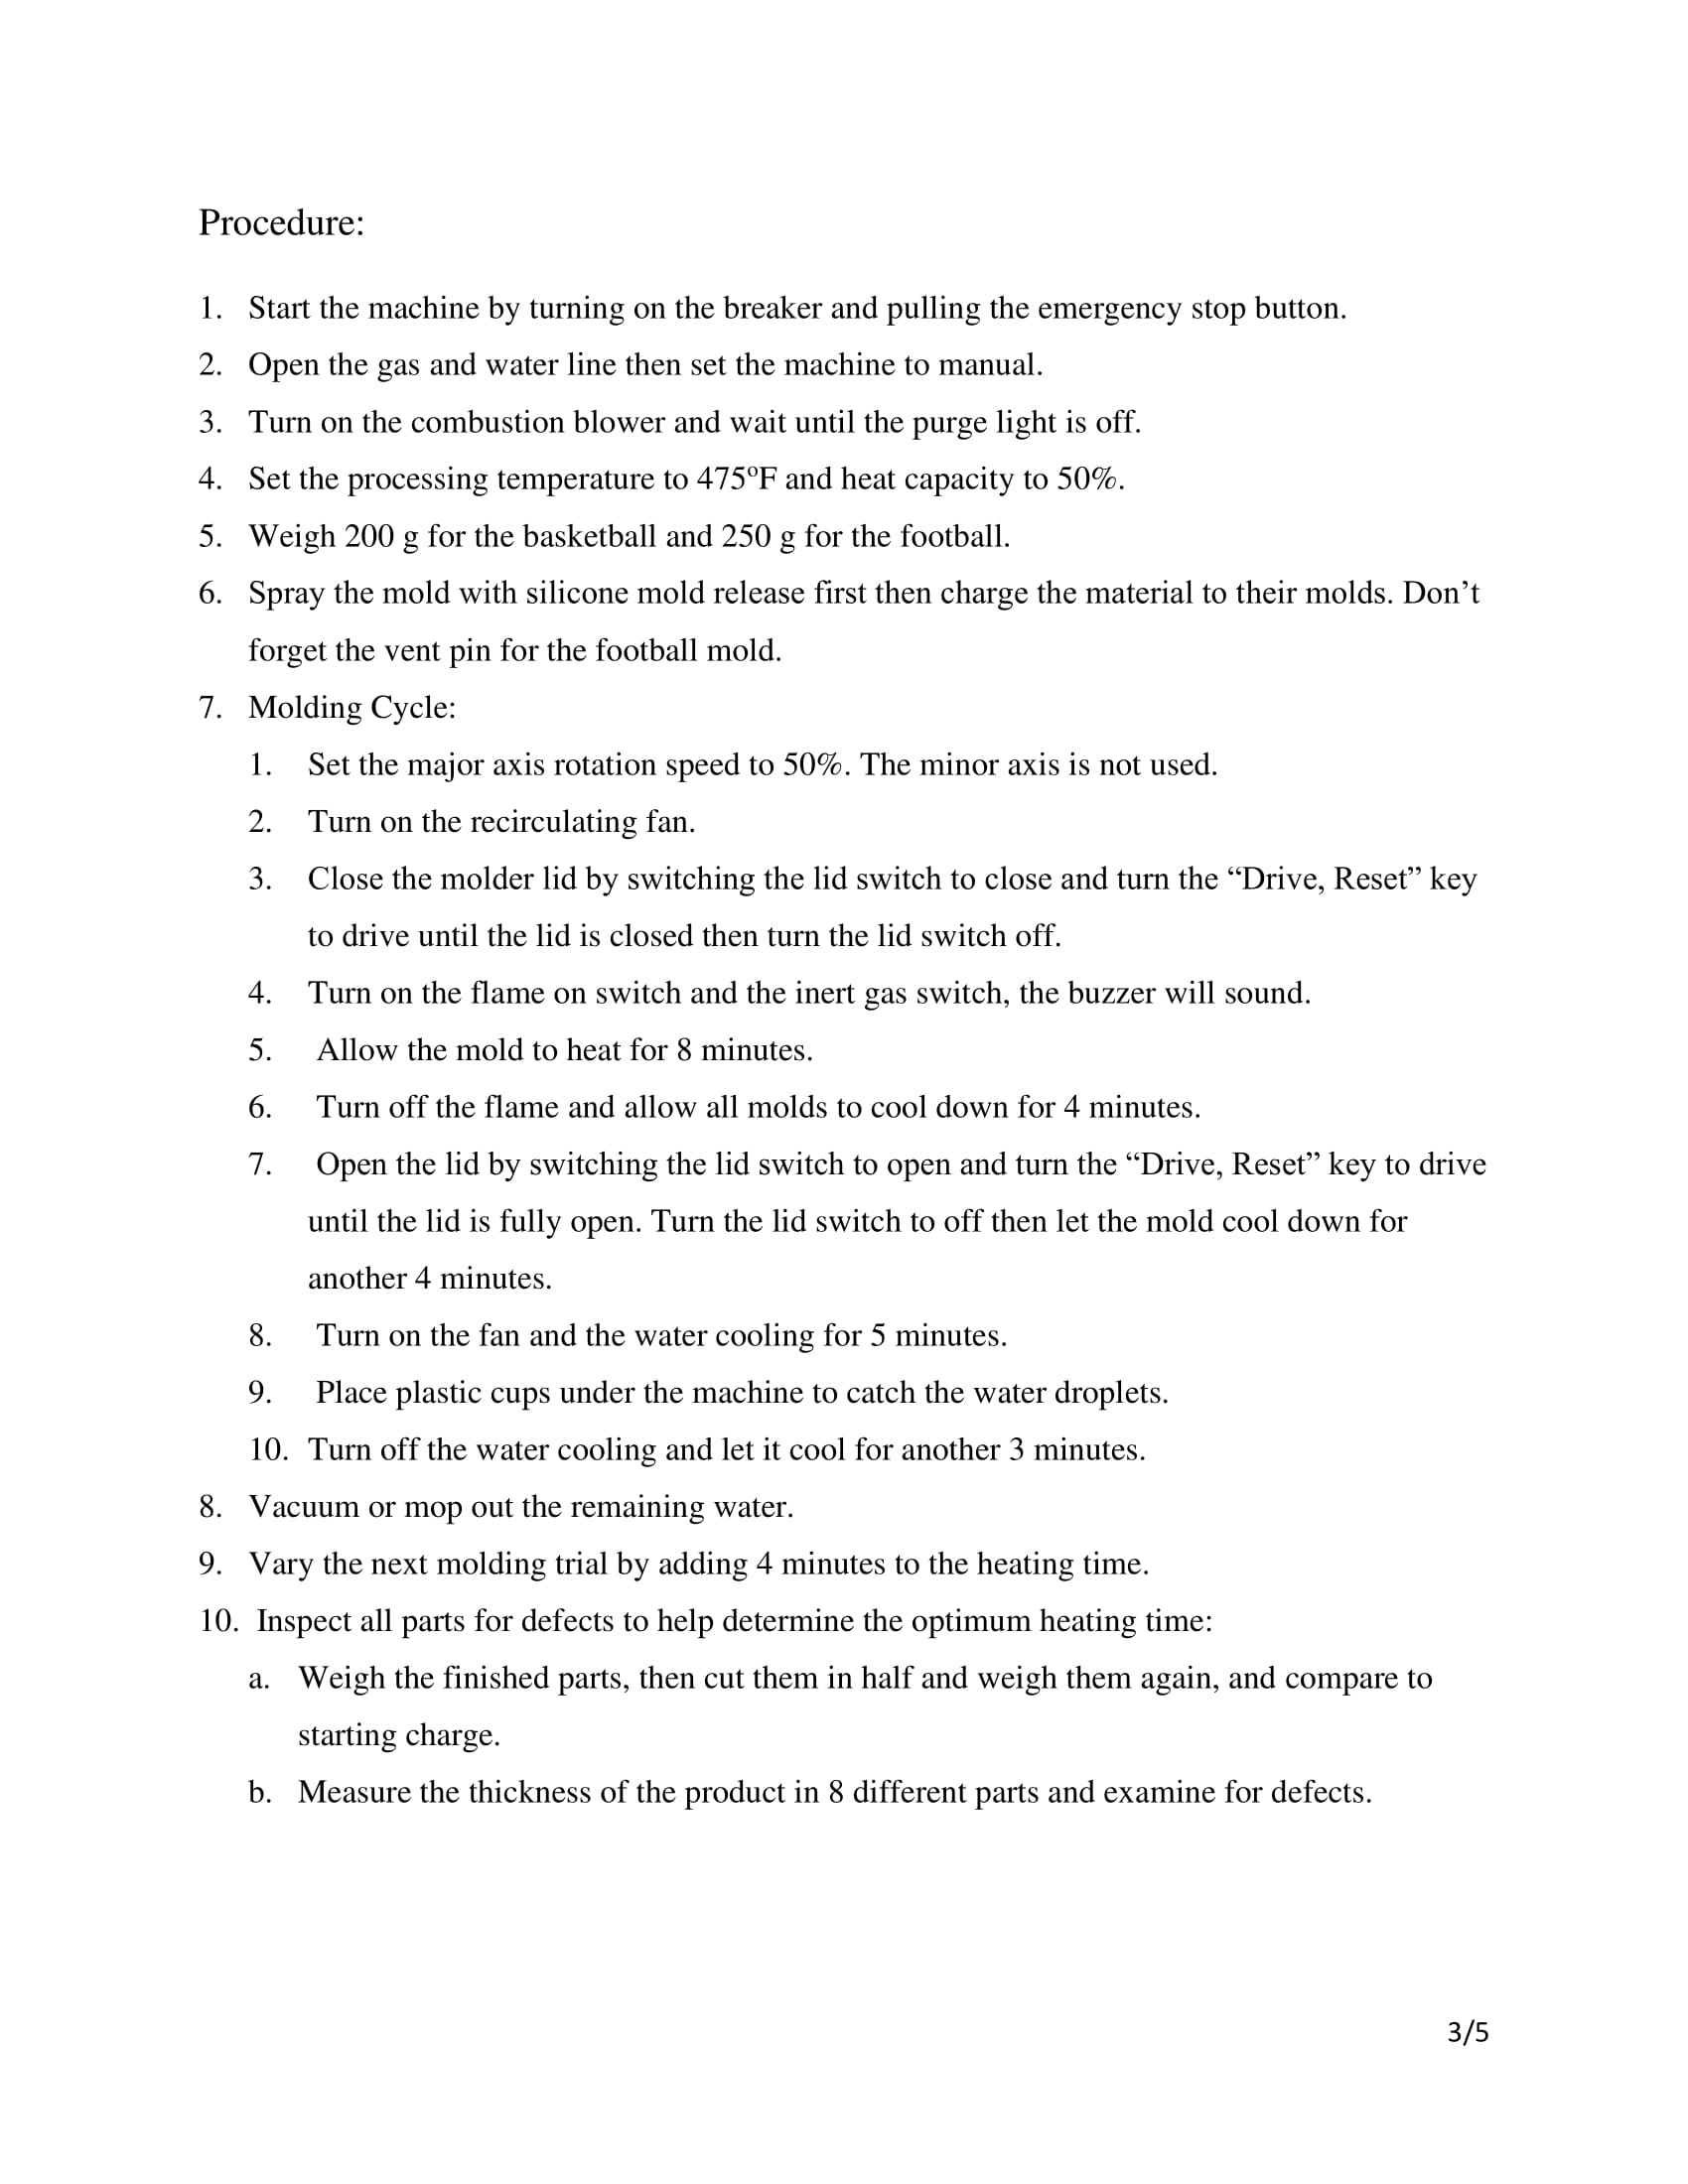 Procedure:
1. Start the machine by turning on the breaker and pulling the emergency stop button.
2. Open the gas and water line then set the machine to manual.
3. Turn on the combustion blower and wait until the purge light is off.
4. Set the processing temperature to 475ºF and heat capacity to 50%.
5. Weigh 200 g for the basketball and 250 g for the football.
6. Spray the mold with silicone mold release first then charge the material to their molds. Don’t
forget the vent pin for the football mold.
7. Molding Cycle:
1. Set the major axis rotation speed to 50%. The minor axis is not used.
2. Turn on the recirculating fan.
3. Close the molder lid by switching the lid switch to close and turn the “Drive, Reset” key
to drive until the lid is closed then turn the lid switch off.
4. Turn on the flame on switch and the inert gas switch, the buzzer will sound.
5. Allow the mold to heat for 8 minutes.
6. Turn off the flame and allow all molds to cool down for 4 minutes.
7. Open the lid by switching the lid switch to open and turn the “Drive, Reset” key to drive
until the lid is fully open. Turn the lid switch to off then let the mold cool down for
another 4 minutes.
8. Turn on the fan and the water cooling for 5 minutes.
9. Place plastic cups under the machine to catch the water droplets.
10. Turn off the water cooling and let it cool for another 3 minutes.
8. Vacuum or mop out the remaining water.
9. Vary the next molding trial by adding 4 minutes to the heating time.
10. Inspect all parts for defects to help determine the optimum heating time:
a. Weigh the finished parts, then cut them in half and weigh them again, and compare to
starting charge.
b. Measure the thickness of the product in 8 different parts and examine for defects.
3/5